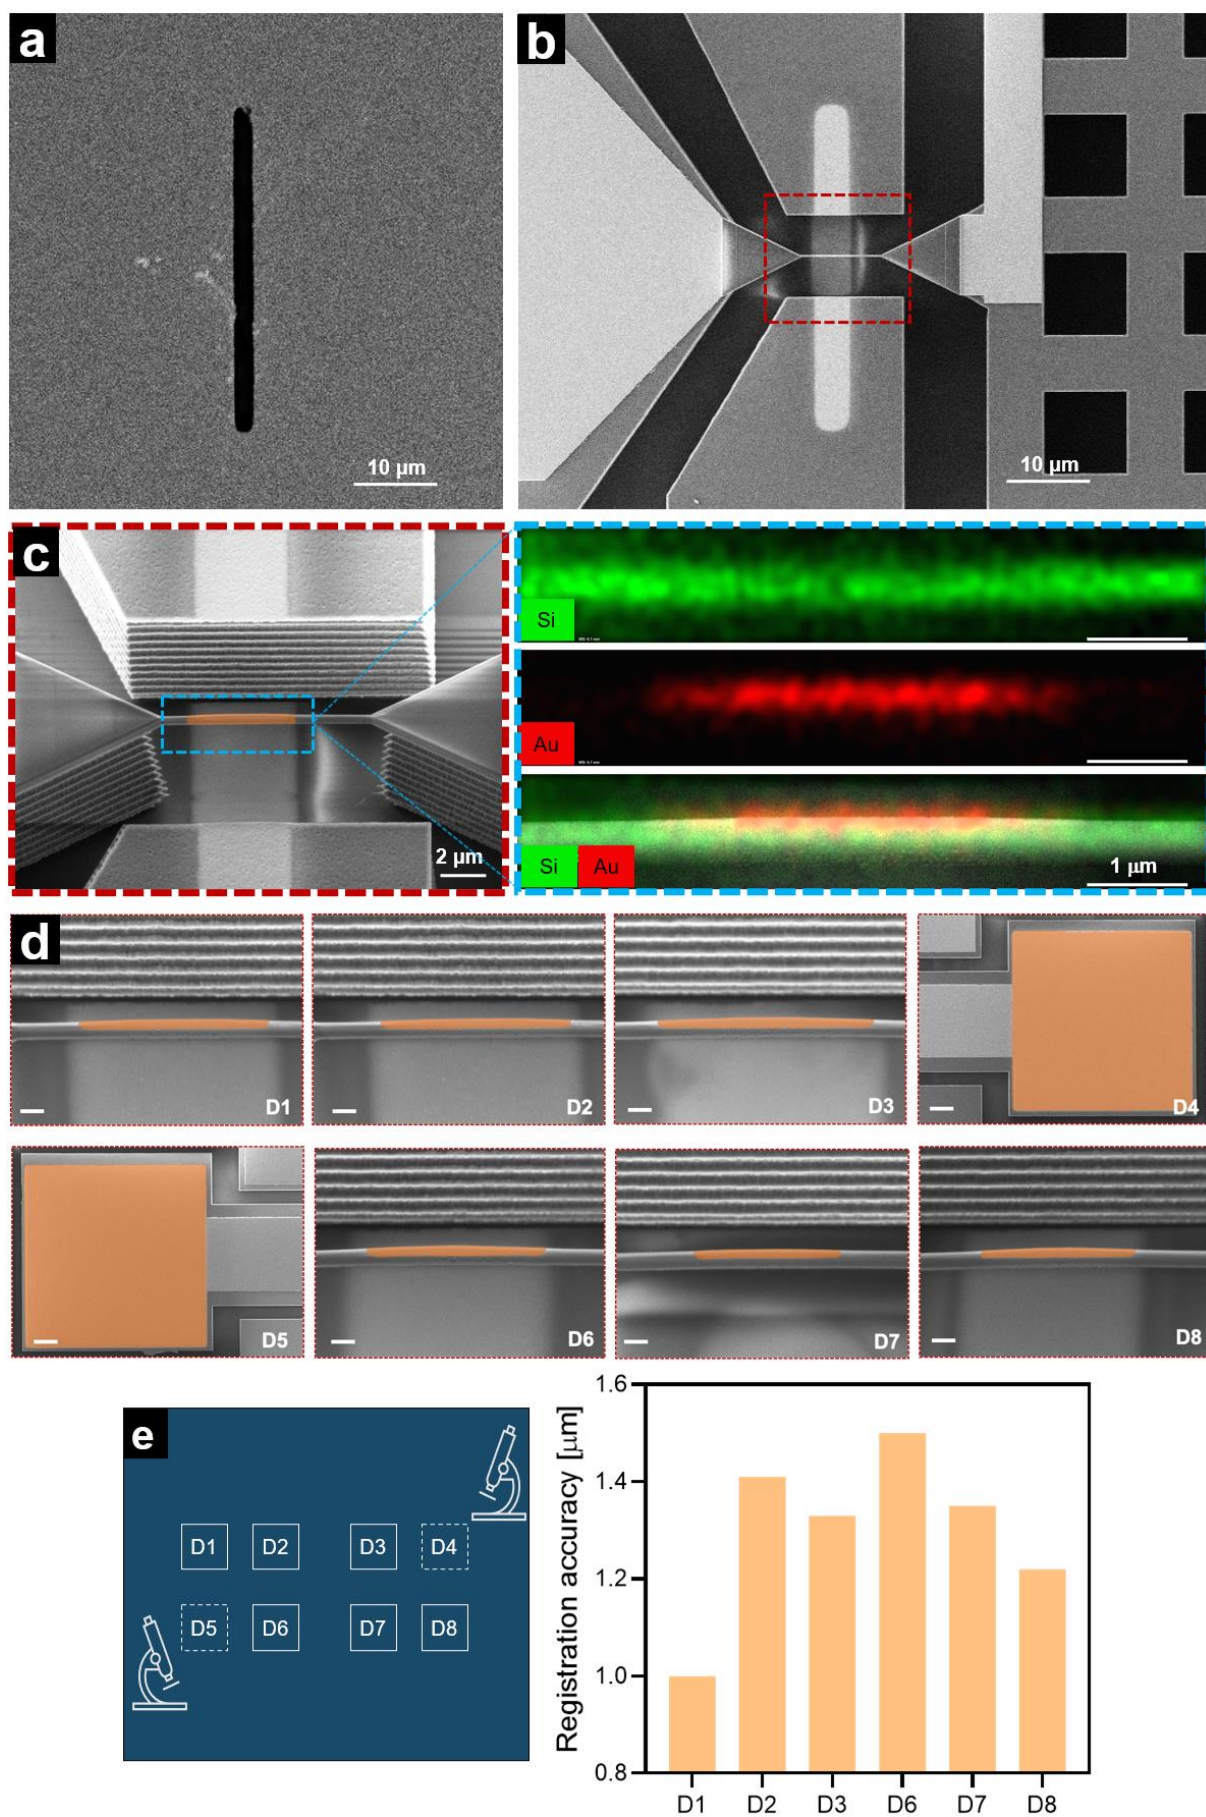 a
10 µm
b
10 µm
c
2 µm
Si
Au
Si Au
1 µm
d
D1
D2
D3
D4
D5
D6
D7
D8
e
D1 D2 D3 D4
D5 D6 D7 D8
Registration accuracy [µm]
1.6
1.4
1.2
1.0
0.8
D1 D2 D3 D6 D7 D8